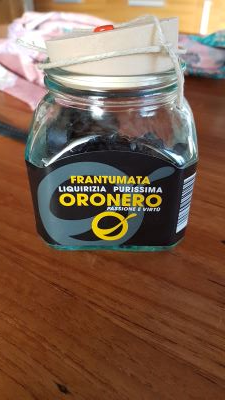 FRANTUMATA
LIQUIRIZIA PURISSIMA
ORONERO
PASSIONE E VIRTÙ